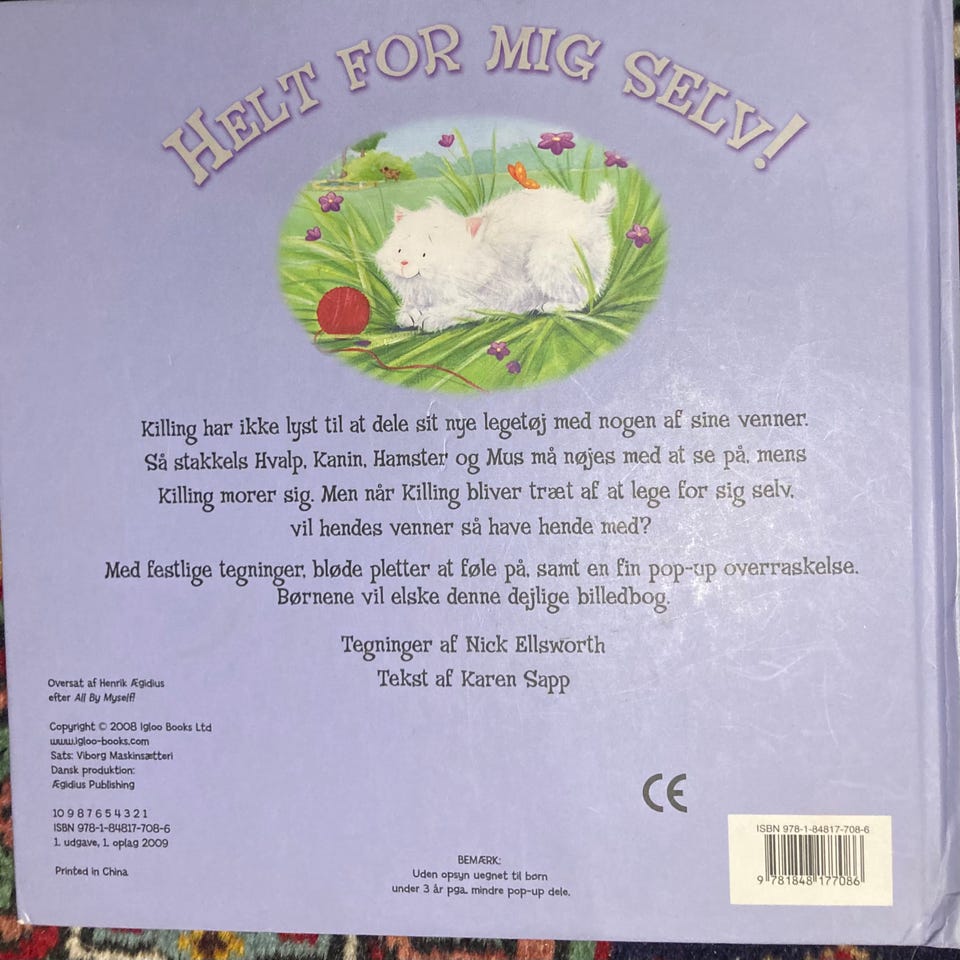 HELT FOR MIG SELV!
Killing har ikke lyst til at dele sit nye legetøj med nogen af sine venner.
Så stakkels Hvalp, Kanin, Hamster og Mus må nøjes med at se på, mens
Killing morer sig. Men når Killing bliver træt af at lege for sig selv,
vil hendes venner så have hende med?
Med festlige tegninger, bløde pletter at føle på, samt en fin pop-up overraskelse.
Børnene vil elske denne dejlige billedbog.
Tegninger af Nick Ellsworth
Tekst af Karen Sapp
Oversat af Henrik Ægidius
efter All By Myself!
Copyright © 2008 Igloo Books Ltd
www.igloo-books.com
Sats: Viborg Maskinsætteri
Dansk produktion:
Ægidius Publishing
10 9 8 7 6 5 4 3 2 1
ISBN 978-1-84817-708-6
1. udgave, 1. oplag 2009
Printed in China
BEMÆRK:
Uden opsyn uegnet til børn
under 3 år pga. mindre pop-up dele.
CE
ISBN 978-1-84817-708-6
9 781848 177086